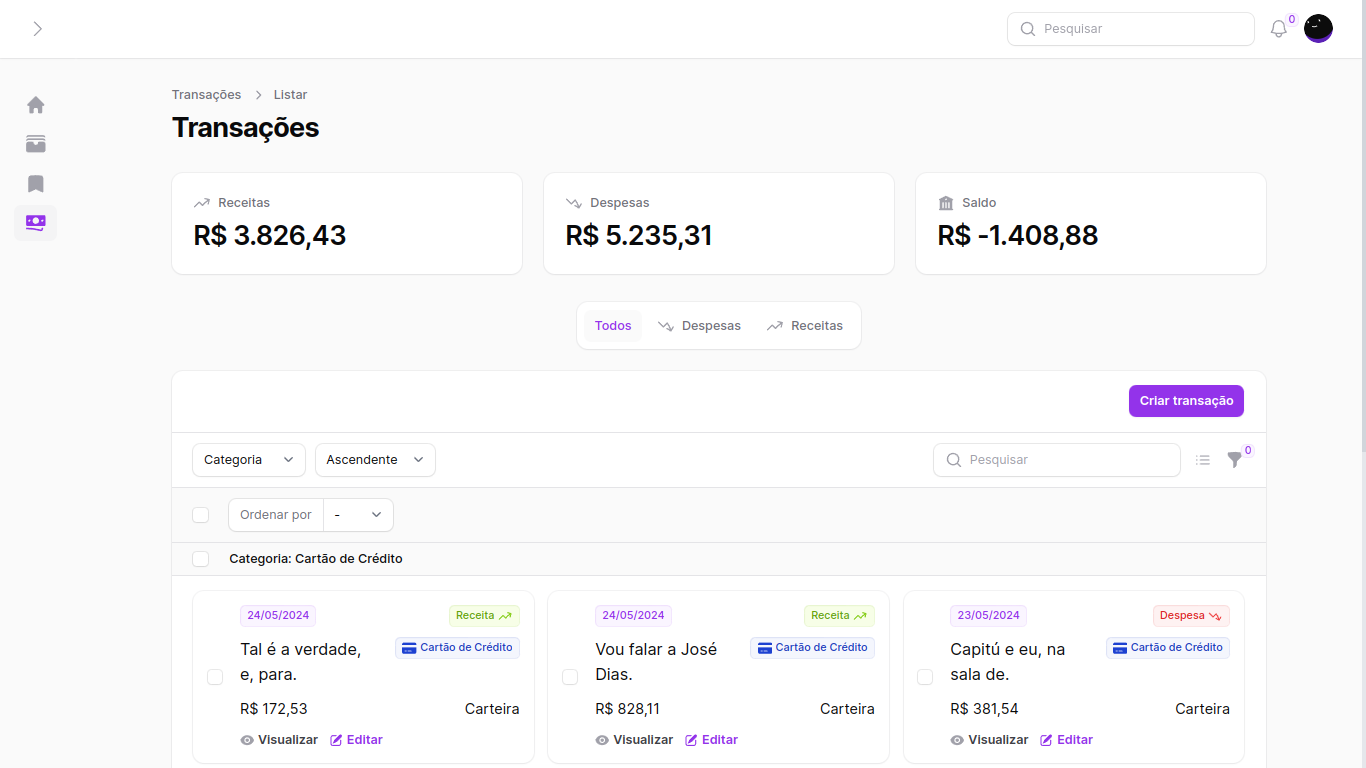 Pesquisar
0
Transações > Listar
Transações
Receitas
R$ 3.826,43
Despesas
R$ 5.235,31
Saldo
R$ -1.408,88
Todos Despesas Receitas
Criar transação
Categoria Ascendente Pesquisar 0
Ordenar por -
Categoria: Cartão de Crédito
24/05/2024 Receita
Tal é a verdade,
e, para.
Cartão de Crédito
R$ 172,53 Carteira
Visualizar Editar
24/05/2024 Receita
Vou falar a José
Dias.
Cartão de Crédito
R$ 828,11 Carteira
Visualizar Editar
23/05/2024 Despesa
Capitú e eu, na
sala de.
Cartão de Crédito
R$ 381,54 Carteira
Visualizar Editar